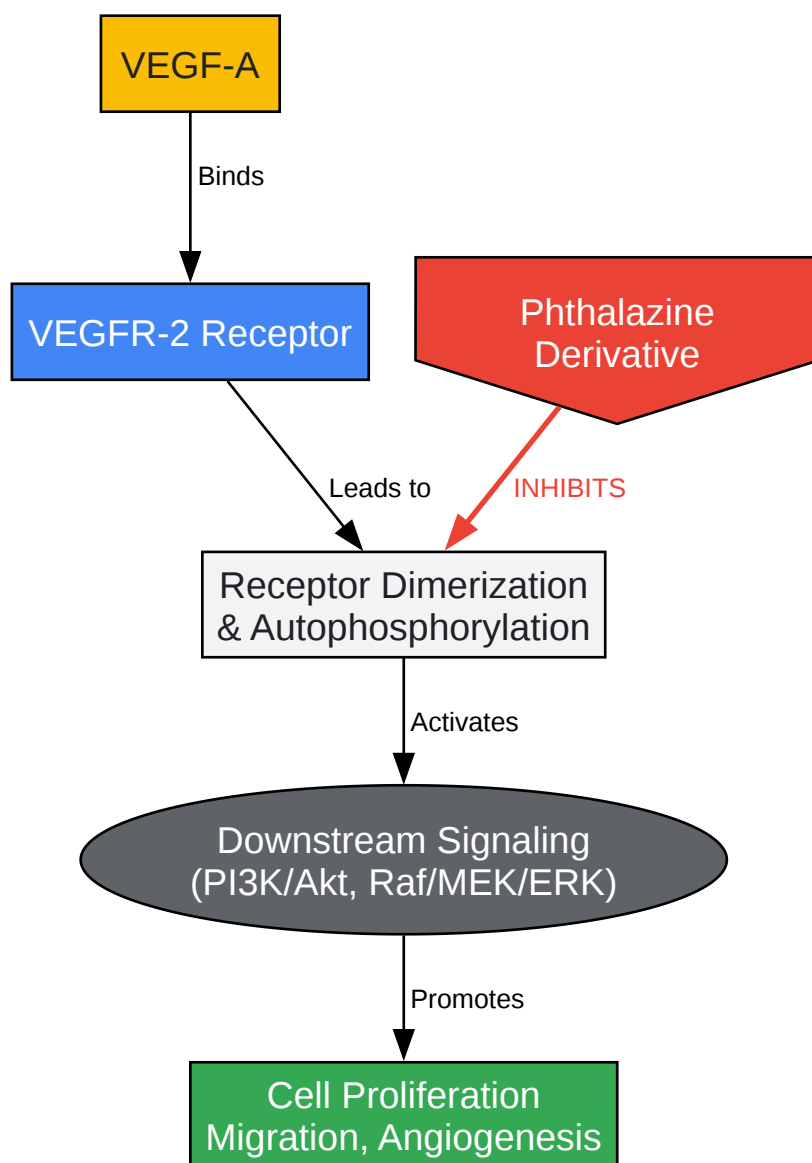 VEGF-A
Binds
VEGFR-2 Receptor
Phthalazine
Derivative
Leads to
INHIBITS
Receptor Dimerization
& Autophosphorylation
Activates
Downstream Signaling
(PI3K/Akt, Raf/MEK/ERK)
Promotes
Cell Proliferation
Migration, Angiogenesis